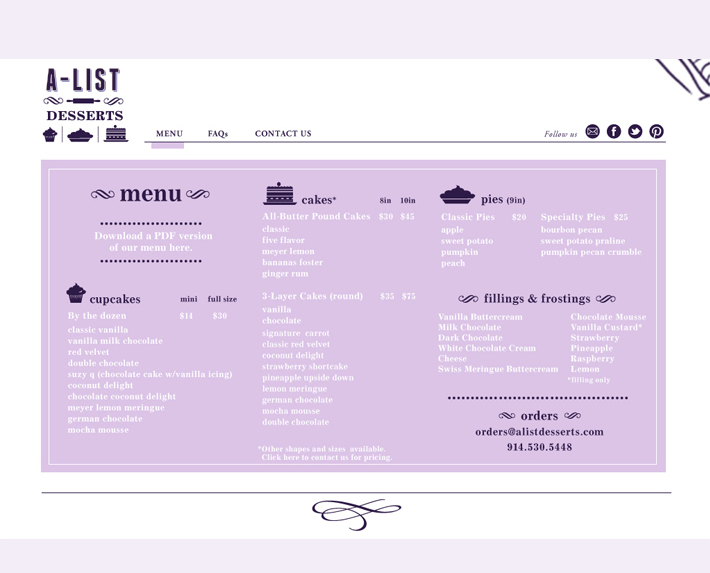 A-LIST
DESSERTS
MENU FAQs CONTACT US
Follow us
menu
Download a PDF version
of our menu here.
cupcakes mini full size
By the dozen $14 $30
classic vanilla
vanilla milk chocolate
red velvet
double chocolate
suzy q (chocolate cake w/vanilla icing)
coconut delight
chocolate coconut delight
meyer lemon meringue
german chocolate
mocha mousse
cakes* 8in 10in
All-Butter Pound Cakes $30 $45
classic
five flavor
meyer lemon
bananas foster
ginger rum
3-Layer Cakes (round) $35 $75
vanilla
chocolate
signature carrot
classic red velvet
coconut delight
strawberry shortcake
pineapple upside down
lemon meringue
german chocolate
mocha mousse
double chocolate
*Other shapes and sizes available.
Click here to contact us for pricing.
pies (9in)
Classic Pies $20
apple
sweet potato
pumpkin
peach
Specialty Pies $25
bourbon pecan
sweet potato praline
pumpkin pecan crumble
fillings & frostings
Vanilla Buttercream
Milk Chocolate
Dark Chocolate
White Chocolate Cream
Cheese
Swiss Meringue Buttercream
Chocolate Mousse
Vanilla Custard*
Strawberry
Pineapple
Raspberry
Lemon
*filling only
orders
orders@alistdesserts.com
914.530.5448